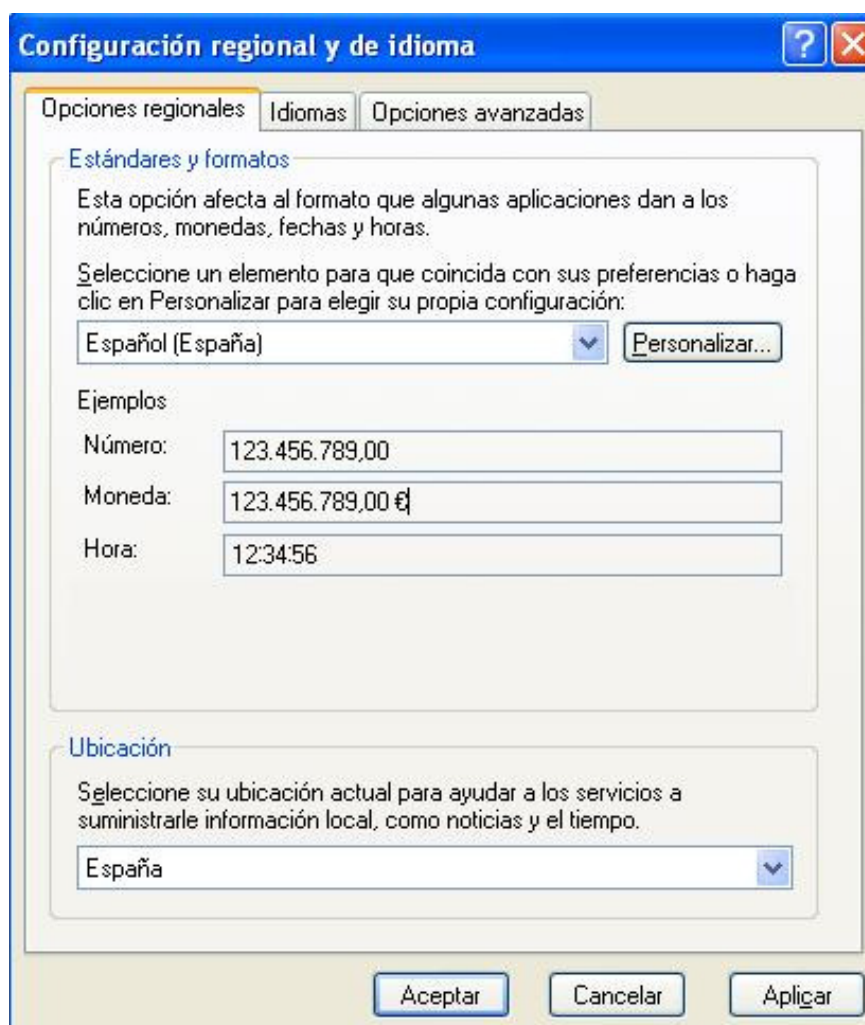 Configuración regional y de idioma
?
Opciones regionales
Idiomas
Opciones avanzadas
Estándares y formatos
Esta opción afecta al formato que algunas aplicaciones dan a los
números, monedas, fechas y horas.
Seleccione un elemento para que coincida con sus preferencias o haga
clic en Personalizar para elegir su propia configuración:
Español (España)
Personalizar...
Ejemplos
Número:
123.456.789,00
Moneda:
123.456.789,00 €
Hora:
12:34:56
Ubicación
Seleccione su ubicación actual para ayudar a los servicios a
suministrarle información local, como noticias y el tiempo.
España
Aceptar
Cancelar
Aplicar